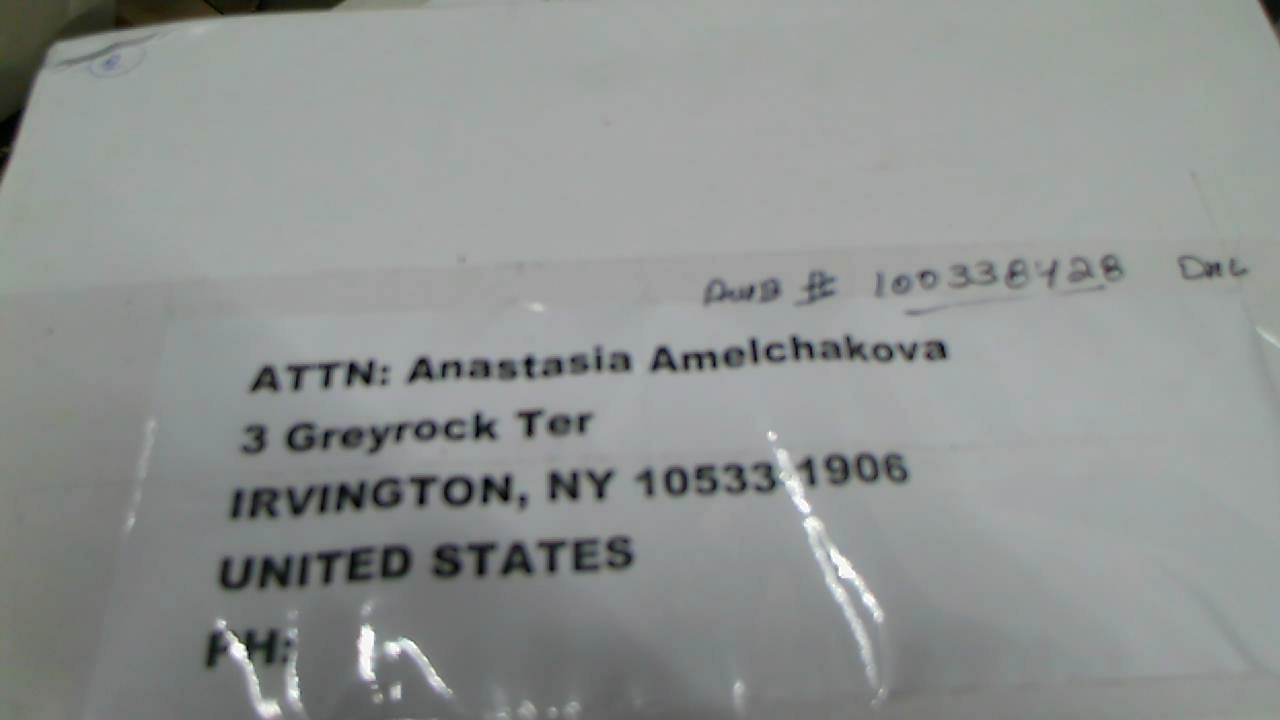 AWB # 100338428 DHL
ATTN: Anastasia Amelchakova
3 Greyrock Ter
IRVINGTON, NY 10533-1906
UNITED STATES
PH: